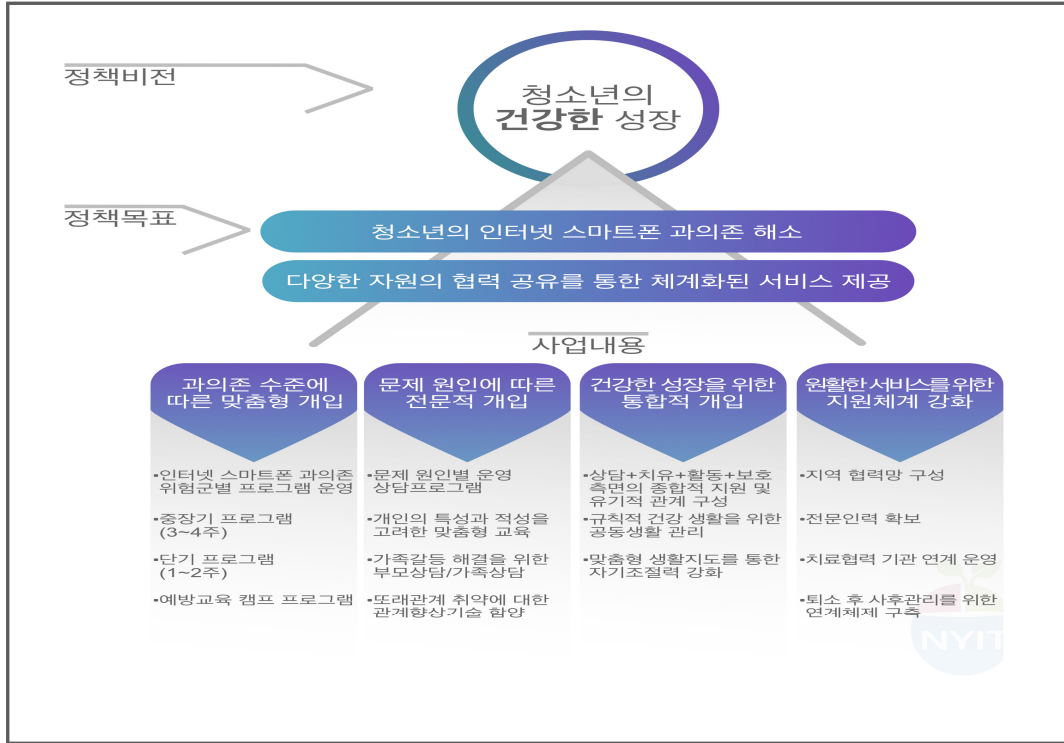 정책비전
청소년의
건강한 성장
정책목표
청소년의 인터넷 스마트폰 과의존 해소
다양한 자원의 협력 공유를 통한 체계화된 서비스 제공
사업내용
과의존 수준에
따른 맞춤형 개입
▪인터넷 스마트폰 과의존
위험군별 프로그램 운영
▪중장기 프로그램
(3~4주)
▪단기 프로그램
(1~2주)
▪예방교육 캠프 프로그램
문제 원인에 따른
전문적 개입
▪문제 원인별 운영
상담프로그램
▪개인의 특성과 적성을
고려한 맞춤형 교육
▪가족갈등 해결을 위한
부모상담/가족상담
▪또래관계 취약에 대한
관계향상기술 함양
건강한 성장을 위한
통합적 개입
▪상담+치유+활동+보호
측면의 종합적 지원 및
유기적 관계 구성
▪규칙적 건강 생활을 위한
공동생활 관리
▪맞춤형 생활지도를 통한
자기조절력 강화
원활한 서비스를 위한
지원체계 강화
▪지역 협력망 구성
▪전문인력 확보
▪치료협력 기관 연계 운영
▪퇴소 후 사후관리를 위한
연계체제 구축
NYIT